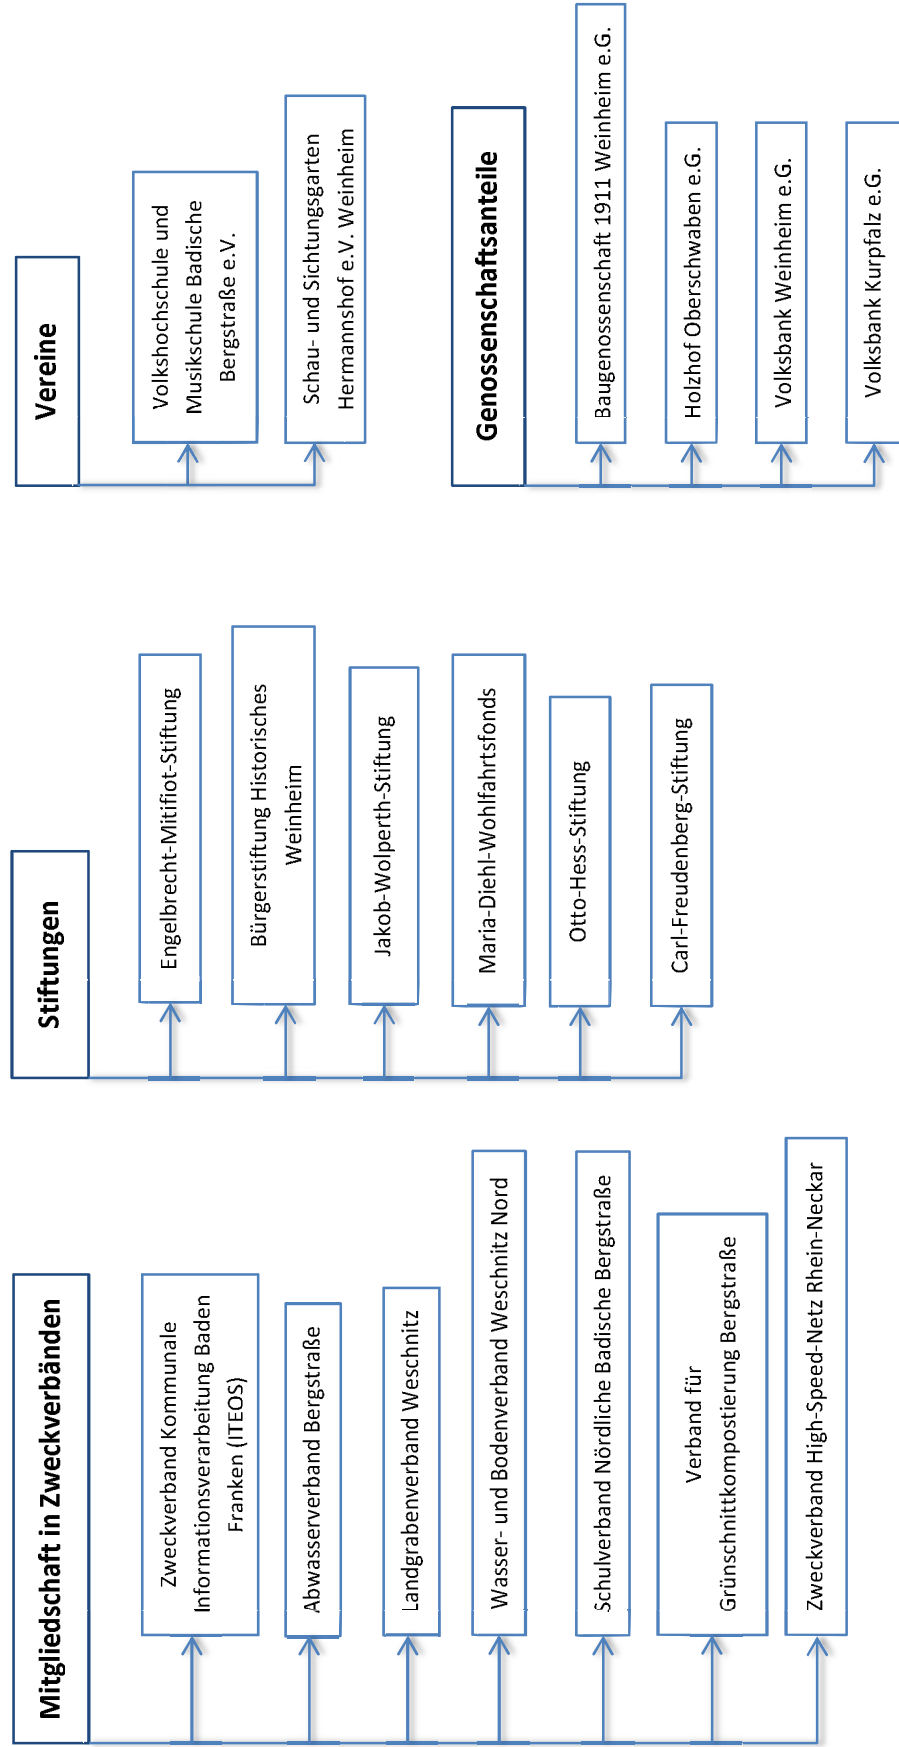 Mitgliedschaft in Zweckverbänden
Zweckverband Kommunale
Informationsverarbeitung Baden
Franken (ITEOS)
Abwasserverband Bergstraße
Landgrabenverband Weschnitz
Wasser- und Bodenverband Weschnitz Nord
Schulverband Nördliche Badische Bergstraße
Verband für
Grünschnittkompostierung Bergstraße
Zweckverband High-Speed-Netz Rhein-Neckar
Stiftungen
Engelbrecht-Mitifiot-Stiftung
Bürgerstiftung Historisches
Weinheim
Jakob-Wolperth-Stiftung
Maria-Diehl-Wohlfahrtsfonds
Otto-Hess-Stiftung
Carl-Freudenberg-Stiftung
Vereine
Volkshochschule und
Musikschule Badische
Bergstraße e.V.
Schau- und Sichtungsgarten
Hermannshof e.V. Weinheim
Genossenschaftsanteile
Baugenossenschaft 1911 Weinheim e.G.
Holzhof Oberschwaben e.G.
Volksbank Weinheim e.G.
Volksbank Kurpfalz e.G.